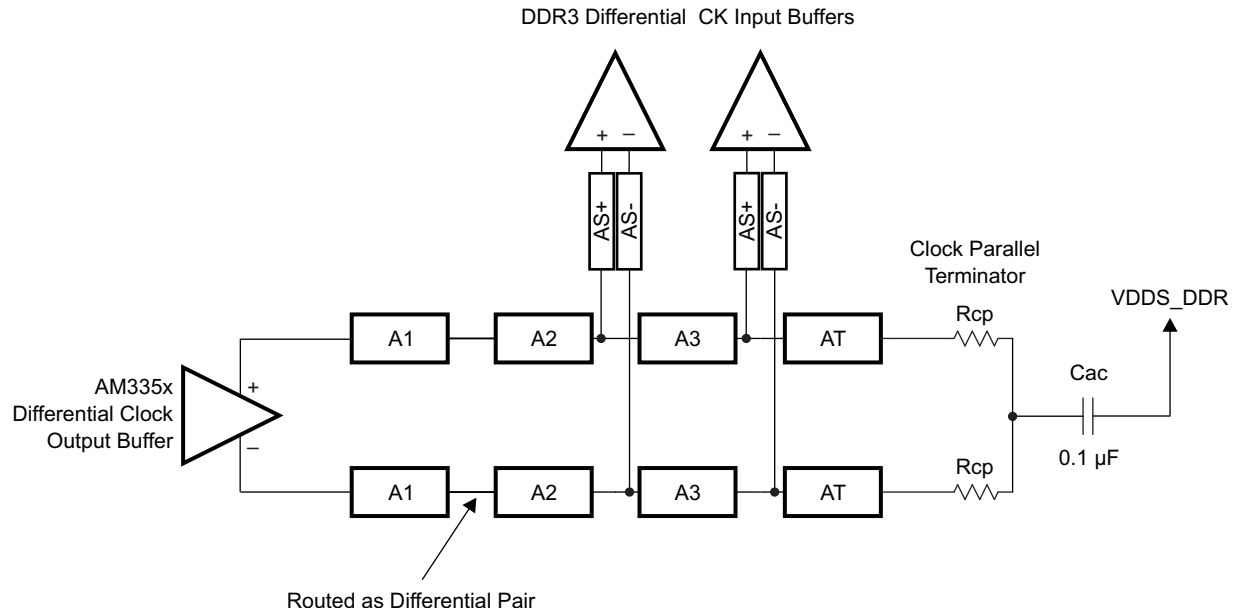 DDR3 Differential CK Input Buffers
+ −
+ −
AS+
AS-
AS+
AS-
Clock Parallel
Terminator
VDDS_DDR
Rcp
A1
A2
A3
AT
Cac
AM335x
Differential Clock
Output Buffer
+
−
0.1 µF
Rcp
A1
A2
A3
AT
Routed as Differential Pair